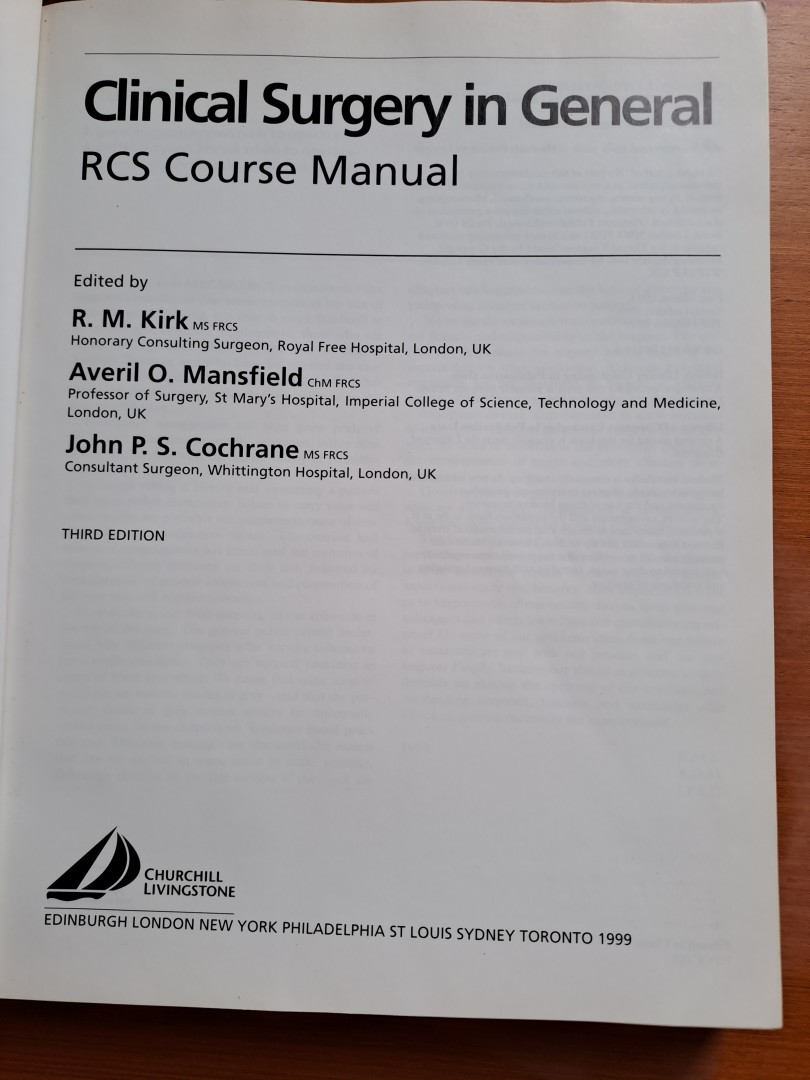 Clinical Surgery in General
RCS Course Manual
Edited by
R. M. Kirk MS FRCS
Honorary Consulting Surgeon, Royal Free Hospital, London, UK
Averil O. Mansfield ChM FRCS
Professor of Surgery, St Mary's Hospital, Imperial College of Science, Technology and Medicine,
London, UK
John P. S. Cochrane MS FRCS
Consultant Surgeon, Whittington Hospital, London, UK
THIRD EDITION
CHURCHILL
LIVINGSTONE
EDINBURGH LONDON NEW YORK PHILADELPHIA ST LOUIS SYDNEY TORONTO 1999